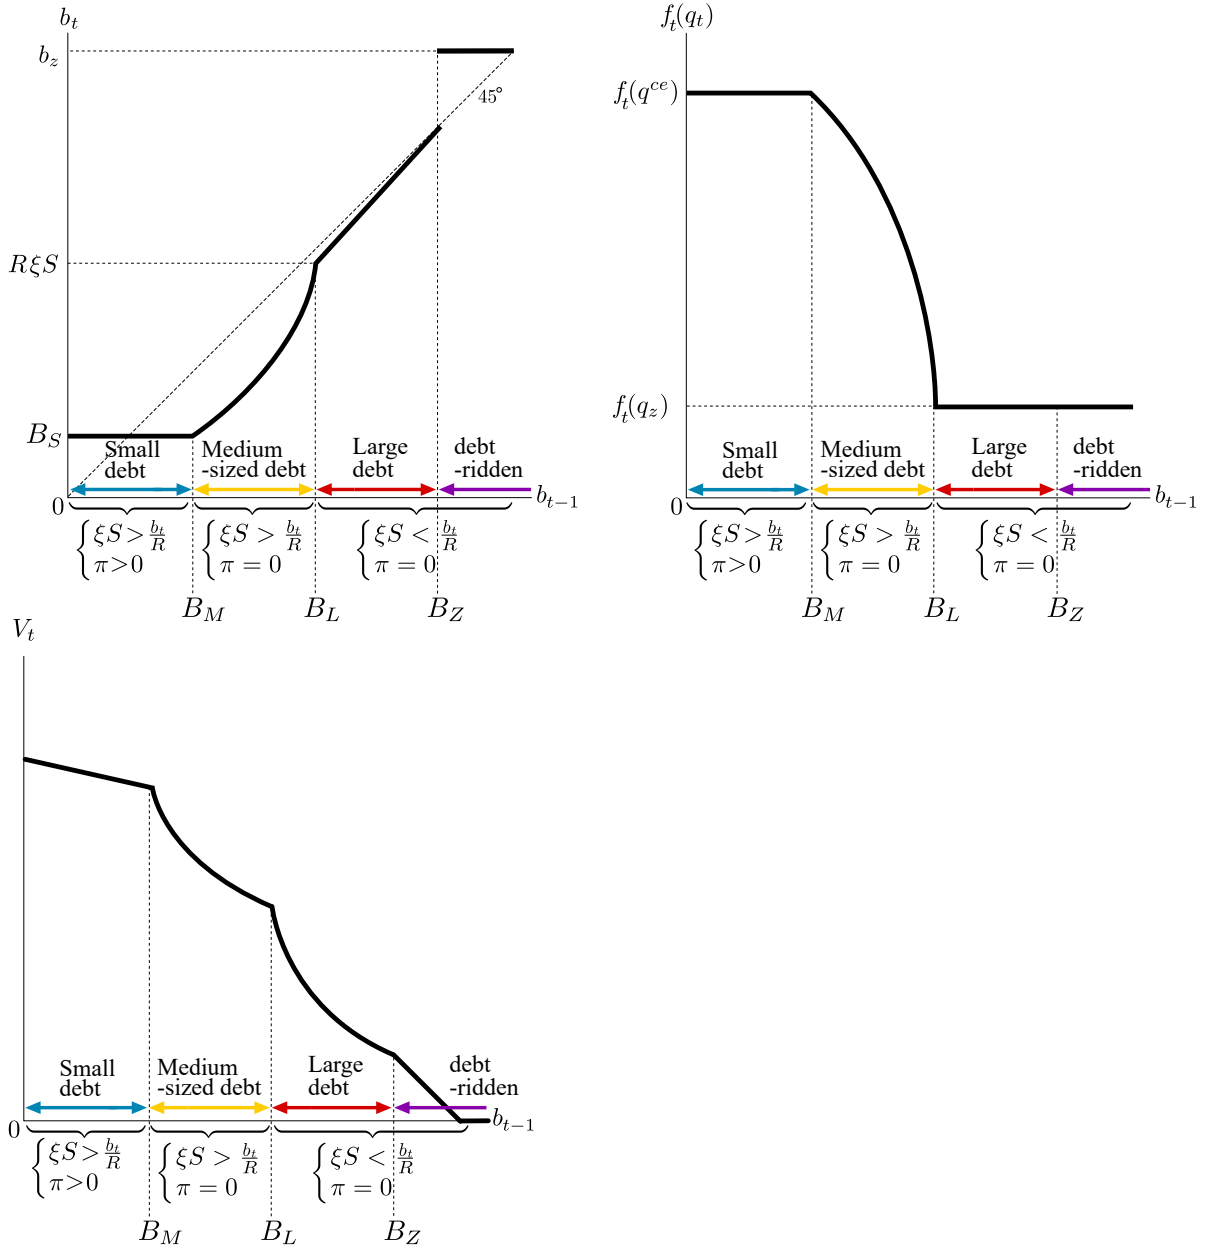 b_t
b_z
45°
RξS
B_S
Small debt
Medium -sized debt
Large debt
debt -ridden
0
b_{t−1}
ξS > b_t/R
π>0
ξS > b_t/R
π = 0
ξS < b_t/R
π = 0
B_M
B_L
B_Z
f_t(q_t)
f_t(q^{ce})
f_t(q_z)
Small debt
Medium -sized debt
Large debt
debt -ridden
0
b_{t−1}
ξS > b_t/R
π>0
ξS > b_t/R
π = 0
ξS < b_t/R
π = 0
B_M
B_L
B_Z
V_t
Small debt
Medium -sized debt
Large debt
debt -ridden
0
b_{t−1}
ξS > b_t/R
π>0
ξS > b_t/R
π = 0
ξS < b_t/R
π = 0
B_M
B_L
B_Z